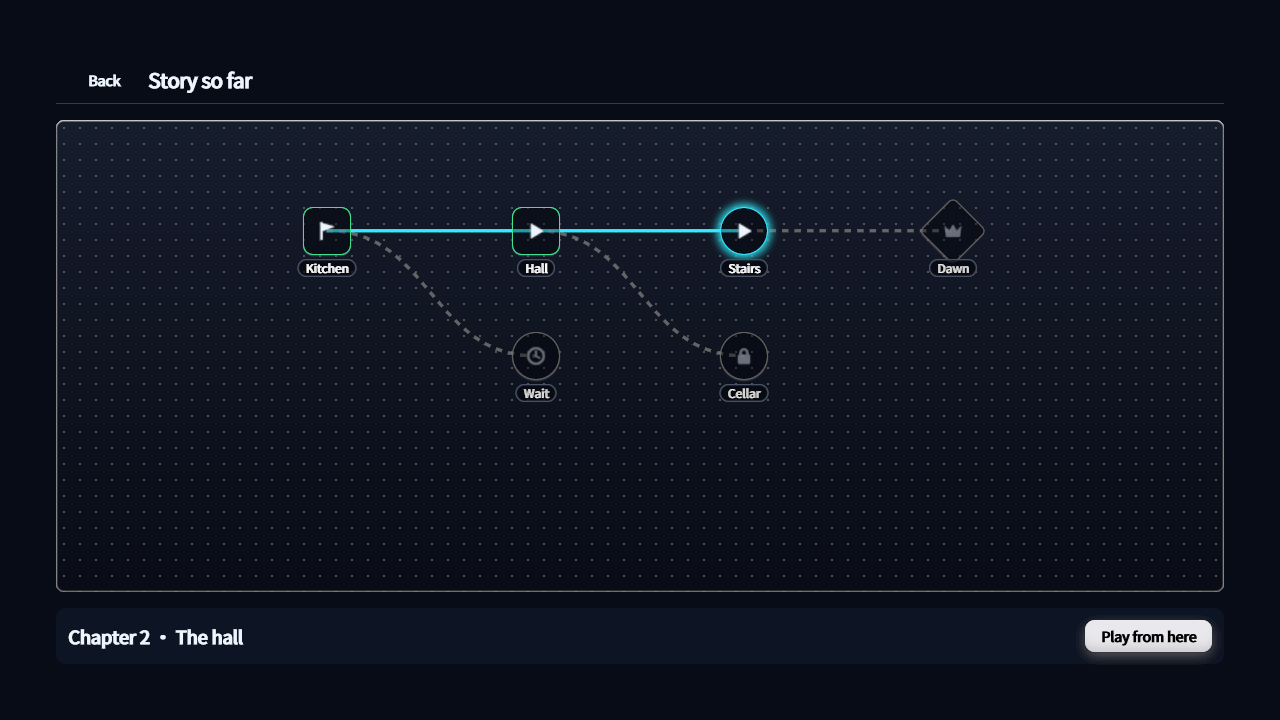 Back
Story so far
Kitchen
Hall
Stairs
Dawn
Wait
Cellar
Chapter 2 • The hall
Play from here